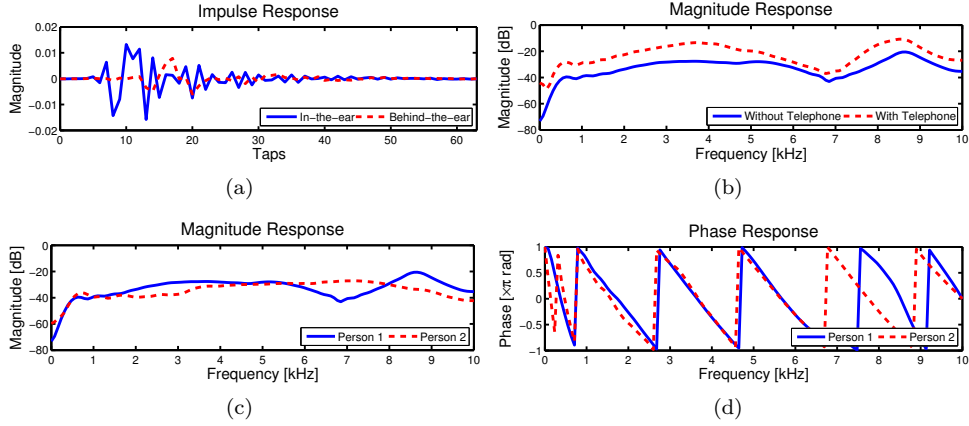 Impulse Response
Magnitude
0.02
0.01
0
−0.01
−0.02
In−the−ear
Behind−the−ear
0 10 20 30 40 50 60
Taps
(a)
Magnitude Response
Magnitude [dB]
0
−20
−40
−60
−80
Without Telephone
With Telephone
0 1 2 3 4 5 6 7 8 9 10
Frequency [kHz]
(b)
Magnitude Response
Magnitude [dB]
0
−20
−40
−60
−80
Person 1
Person 2
0 1 2 3 4 5 6 7 8 9 10
Frequency [kHz]
(c)
Phase Response
Phase [×π rad]
1
0.5
0
−0.5
−1
Person 1
Person 2
0 1 2 3 4 5 6 7 8 9 10
Frequency [kHz]
(d)